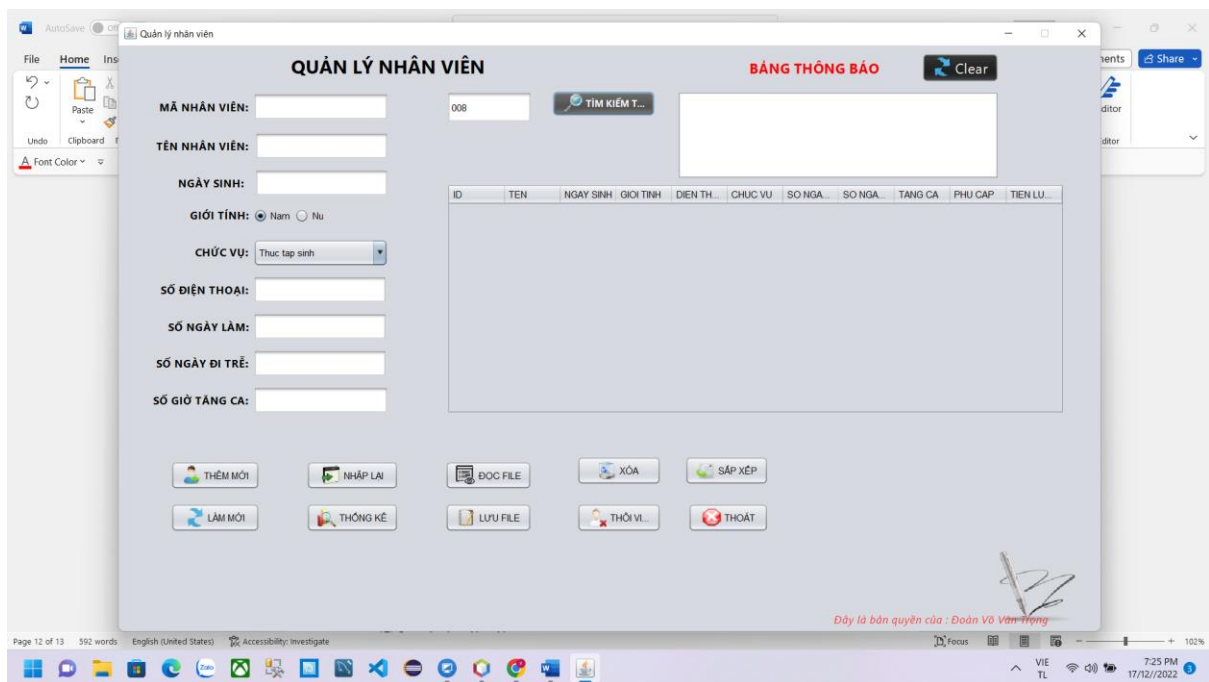 AutoSave Off
Quản lý nhân viên
File Home Ins
Share
Paste
ditor
Undo Clipboard
ditor
Font Color
QUẢN LÝ NHÂN VIÊN
BẢNG THÔNG BÁO
Clear
MÃ NHÂN VIÊN:
008
TÌM KIẾM T...
TÊN NHÂN VIÊN:
NGÀY SINH:
ID TEN NGAY SINH GIOI TINH DIEN TH... CHUC VU SO NGA... SO NGA... TANG CA PHU CAP TIEN LU...
GIỚI TÍNH: Nam Nu
CHỨC VỤ: Thuc tap sinh
SỐ ĐIỆN THOẠI:
SỐ NGÀY LÀM:
SỐ NGÀY ĐI TRỄ:
SỐ GIỜ TĂNG CA:
THÊM MỚI NHẬP LẠI ĐỌC FILE XÓA SẮP XẾP
LÀM MỚI THỐNG KÊ LƯU FILE THÔI VI... THOÁT
Đây là bản quyền của : Đoàn Võ Văn Trọng
Page 12 of 13 592 words English (United States) Accessibility: Investigate Focus 102%
Zalo
VIE 7:25 PM
TL 17/12//2022 3